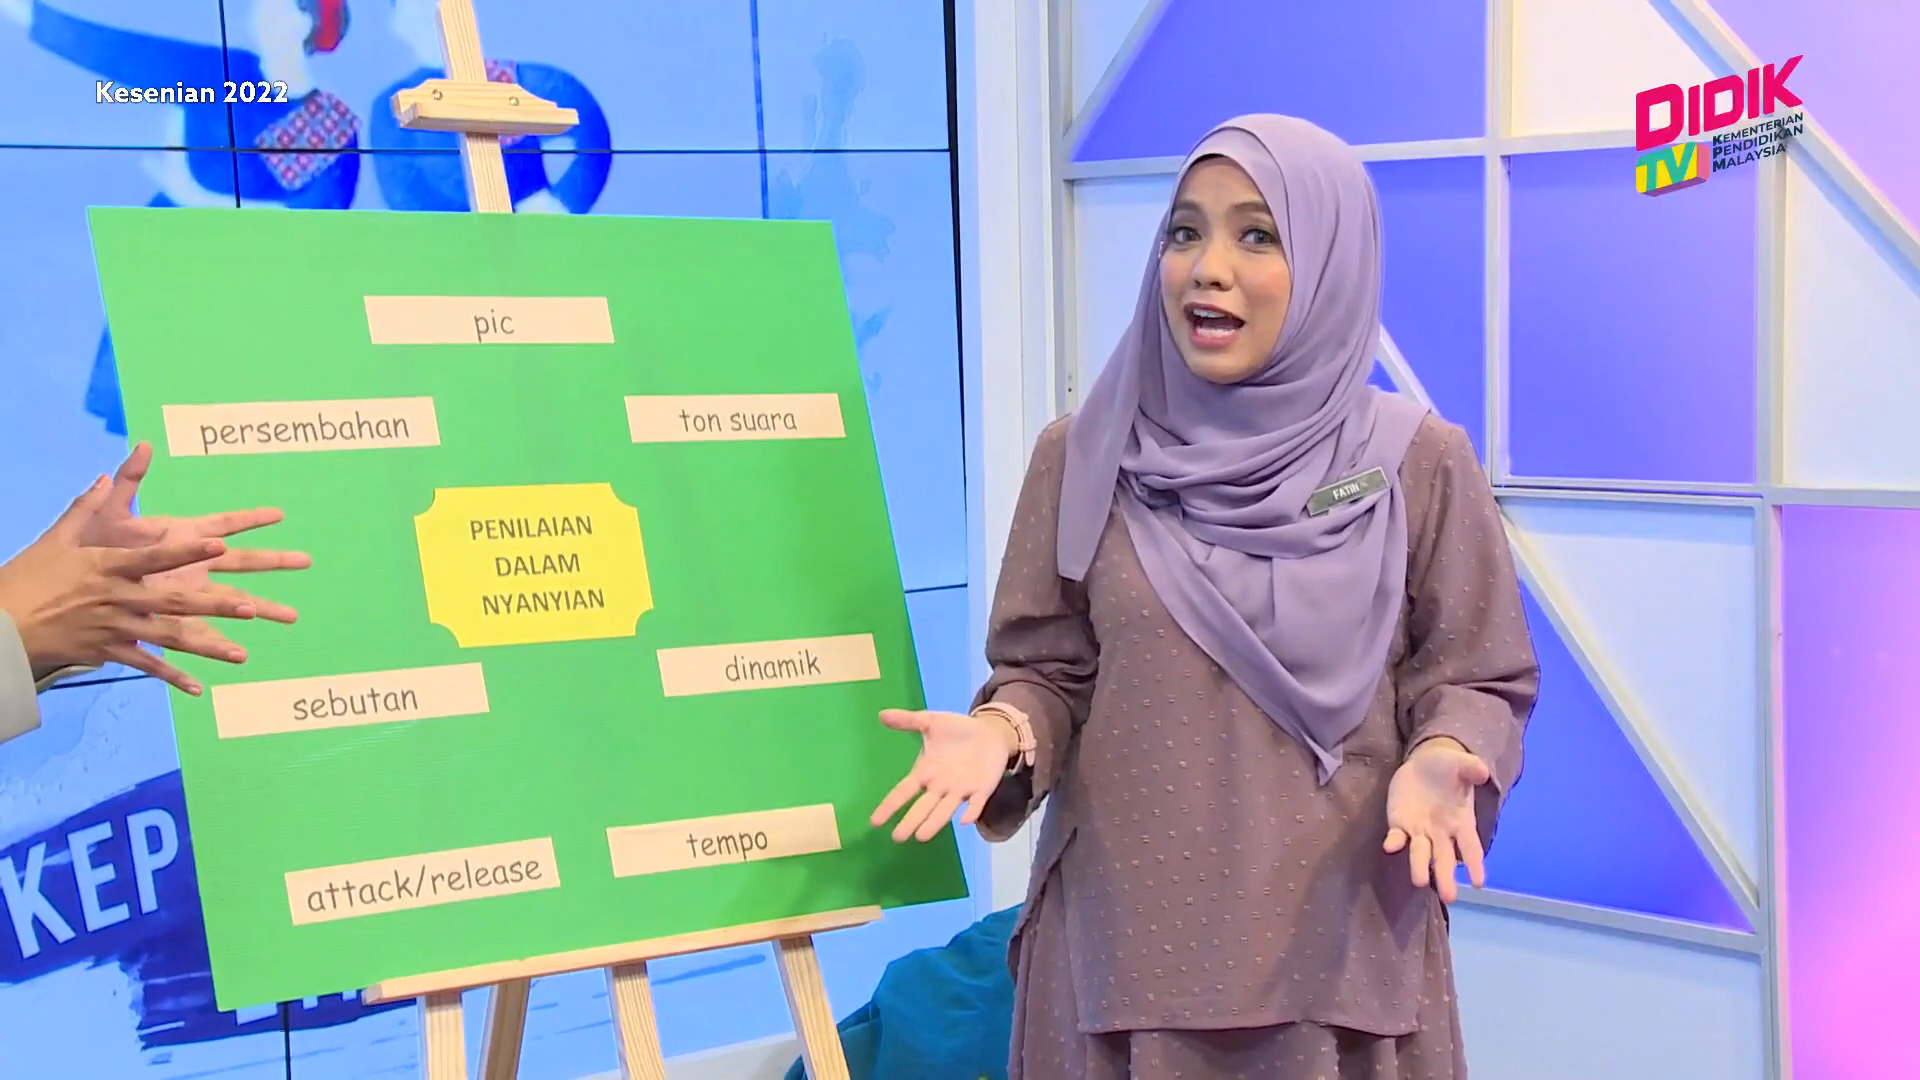 Kesenian 2022
DIDIK
TV
KEMENTERIAN
PENDIDIKAN
MALAYSIA
pic
persembahan
ton suara
PENILAIAN
DALAM
NYANYIAN
FATIN
sebutan
dinamik
tempo
attack/release
KEP